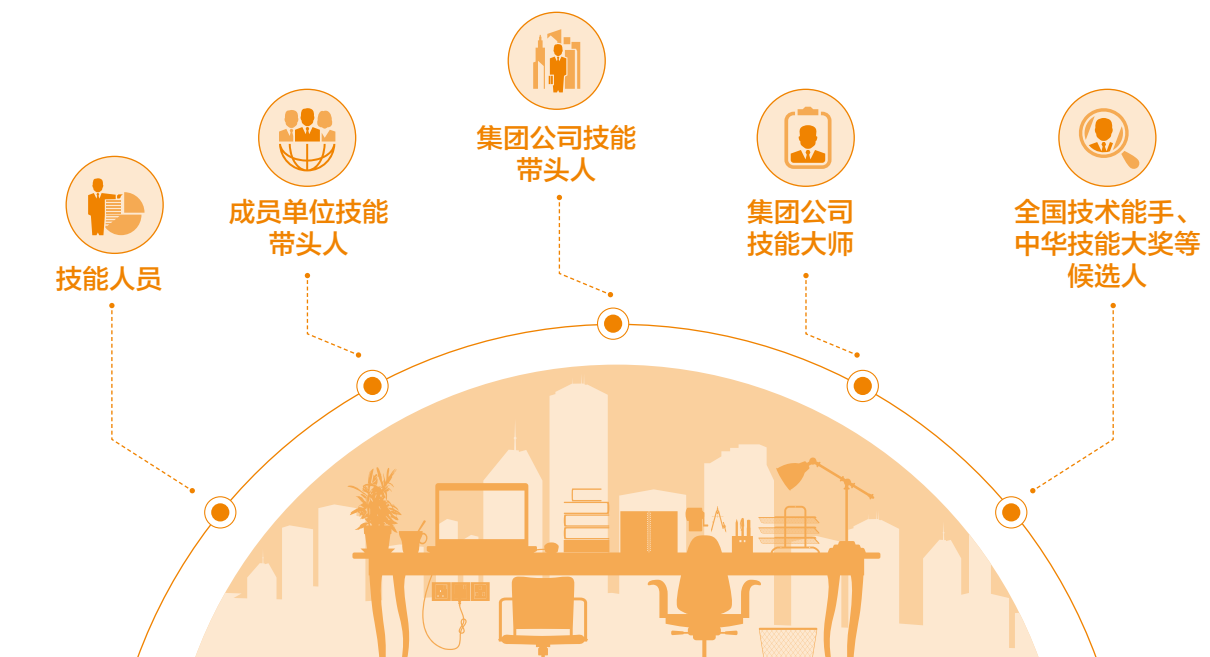 技能人员
成员单位技能
带头人
集团公司技能
带头人
集团公司
技能大师
全国技术能手、
中华技能大奖等
候选人